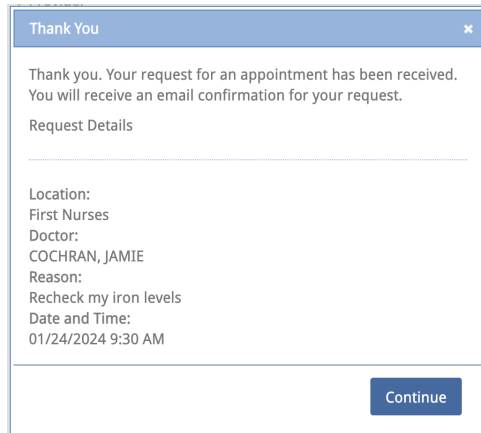 Thank You
Thank you. Your request for an appointment has been received.
You will receive an email confirmation for your request.
Request Details
Location:
First Nurses
Doctor:
COCHRAN, JAMIE
Reason:
Recheck my iron levels
Date and Time:
01/24/2024 9:30 AM
Continue